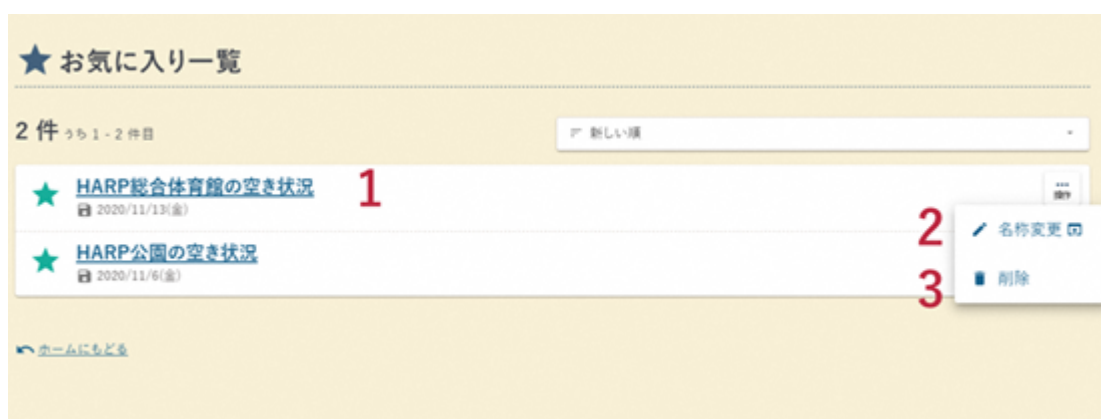 お気に入り一覧
2 件 うち 1 - 2 件目
新しい順
HARP総合体育館の空き状況 1
操作
2020/11/13(金)
2 名称変更
HARP公園の空き状況
2020/11/6(金)
3 削除
ホームにもどる